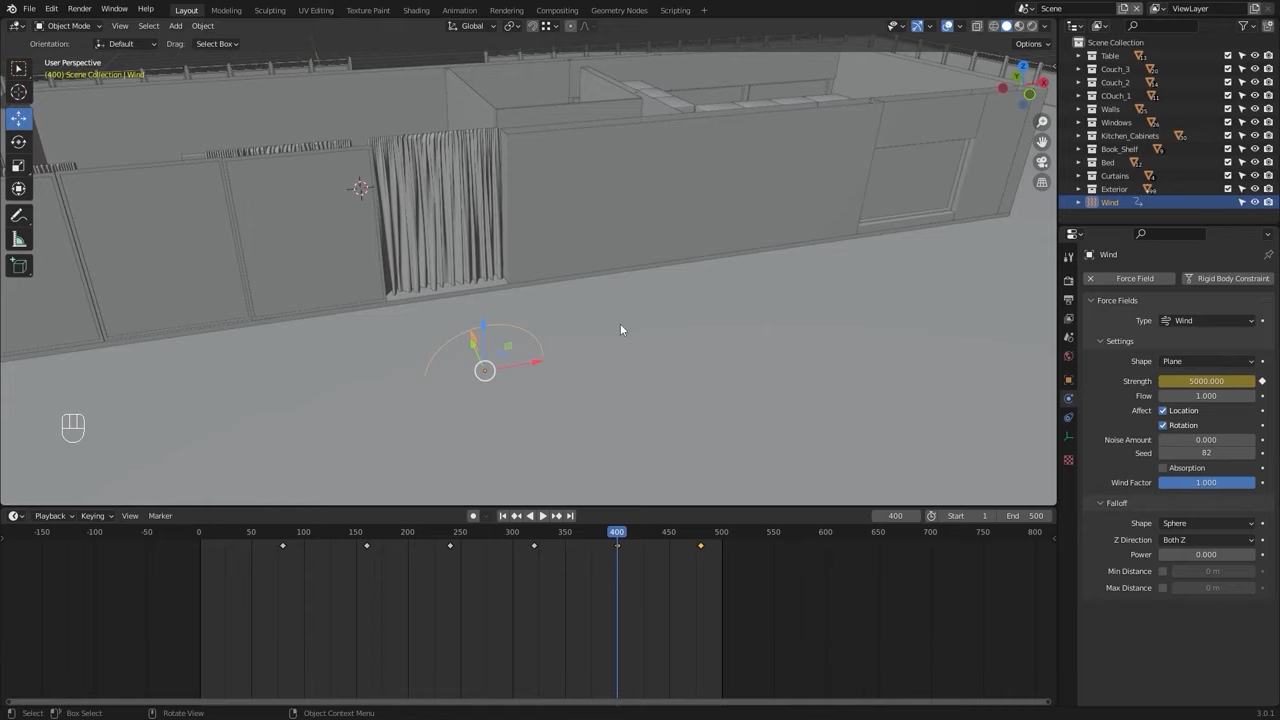 File Edit Render Window Help Layout Modeling Sculpting UV Editing Texture Paint Shading Animation Rendering Compositing Geometry Nodes Scripting + Scene ViewLayer
Object Mode View Select Add Object Global
Orientation: Default Drag: Select Box Options
User Perspective
(400) Scene Collection | Wind
Z
Y
X
Scene Collection
Table
Couch_3
Couch_2
COuch_1
Walls
Windows
Kitchen_Cabinets
Book_Shelf
Bed
Curtains
Exterior
Wind
Wind
Force Field Rigid Body Constraint
Force Fields
Type Wind
Settings
Shape Plane
Strength 5000.000
Flow 1.000
Affect Location
Rotation
Noise Amount 0.000
Seed 82
Absorption
Wind Factor 1.000
Falloff
Shape Sphere
Z Direction Both Z
Power 0.000
Min Distance 0 m
Max Distance 0 m
Playback Keying View Marker 400 Start 1 End 500
-150 -100 -50 0 50 100 150 200 250 300 350 400 450 500 550 600 650 700 750 800
Select Box Select Rotate View Object Context Menu 3.0.1